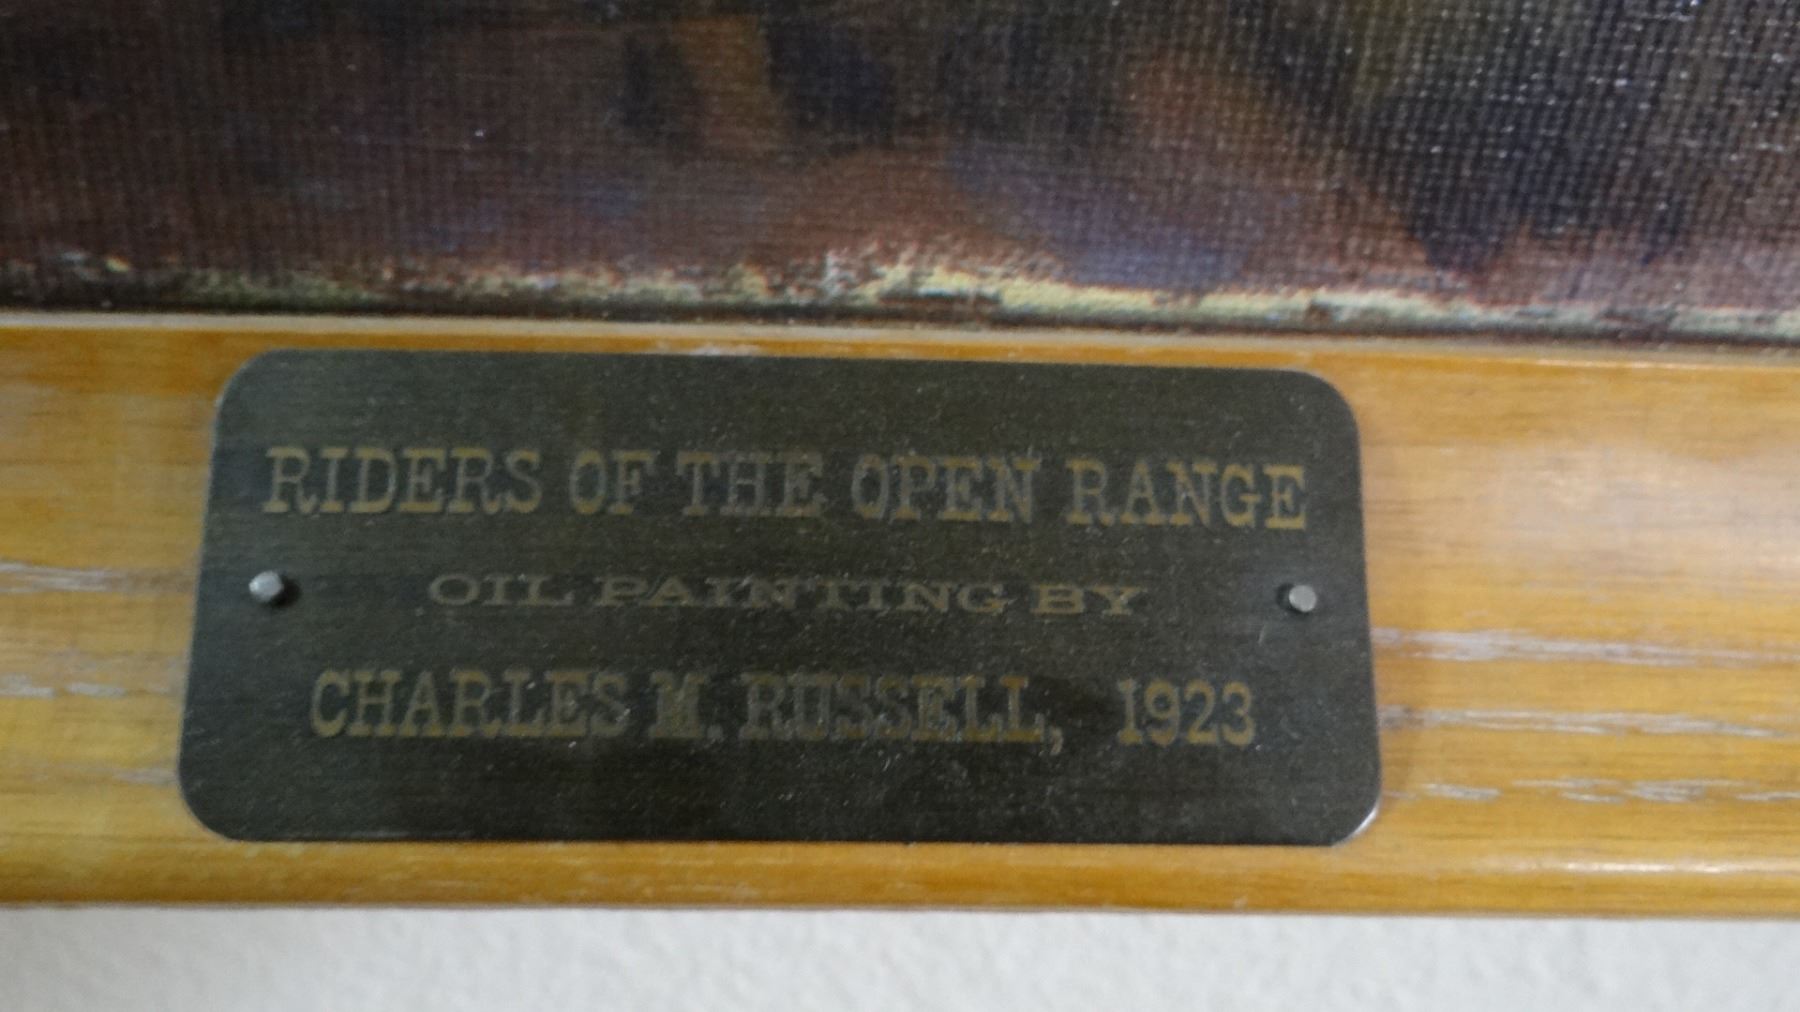 RIDERS OF THE OPEN RANGE
OIL PAINTING BY
CHARLES M. RUSSELL, 1923